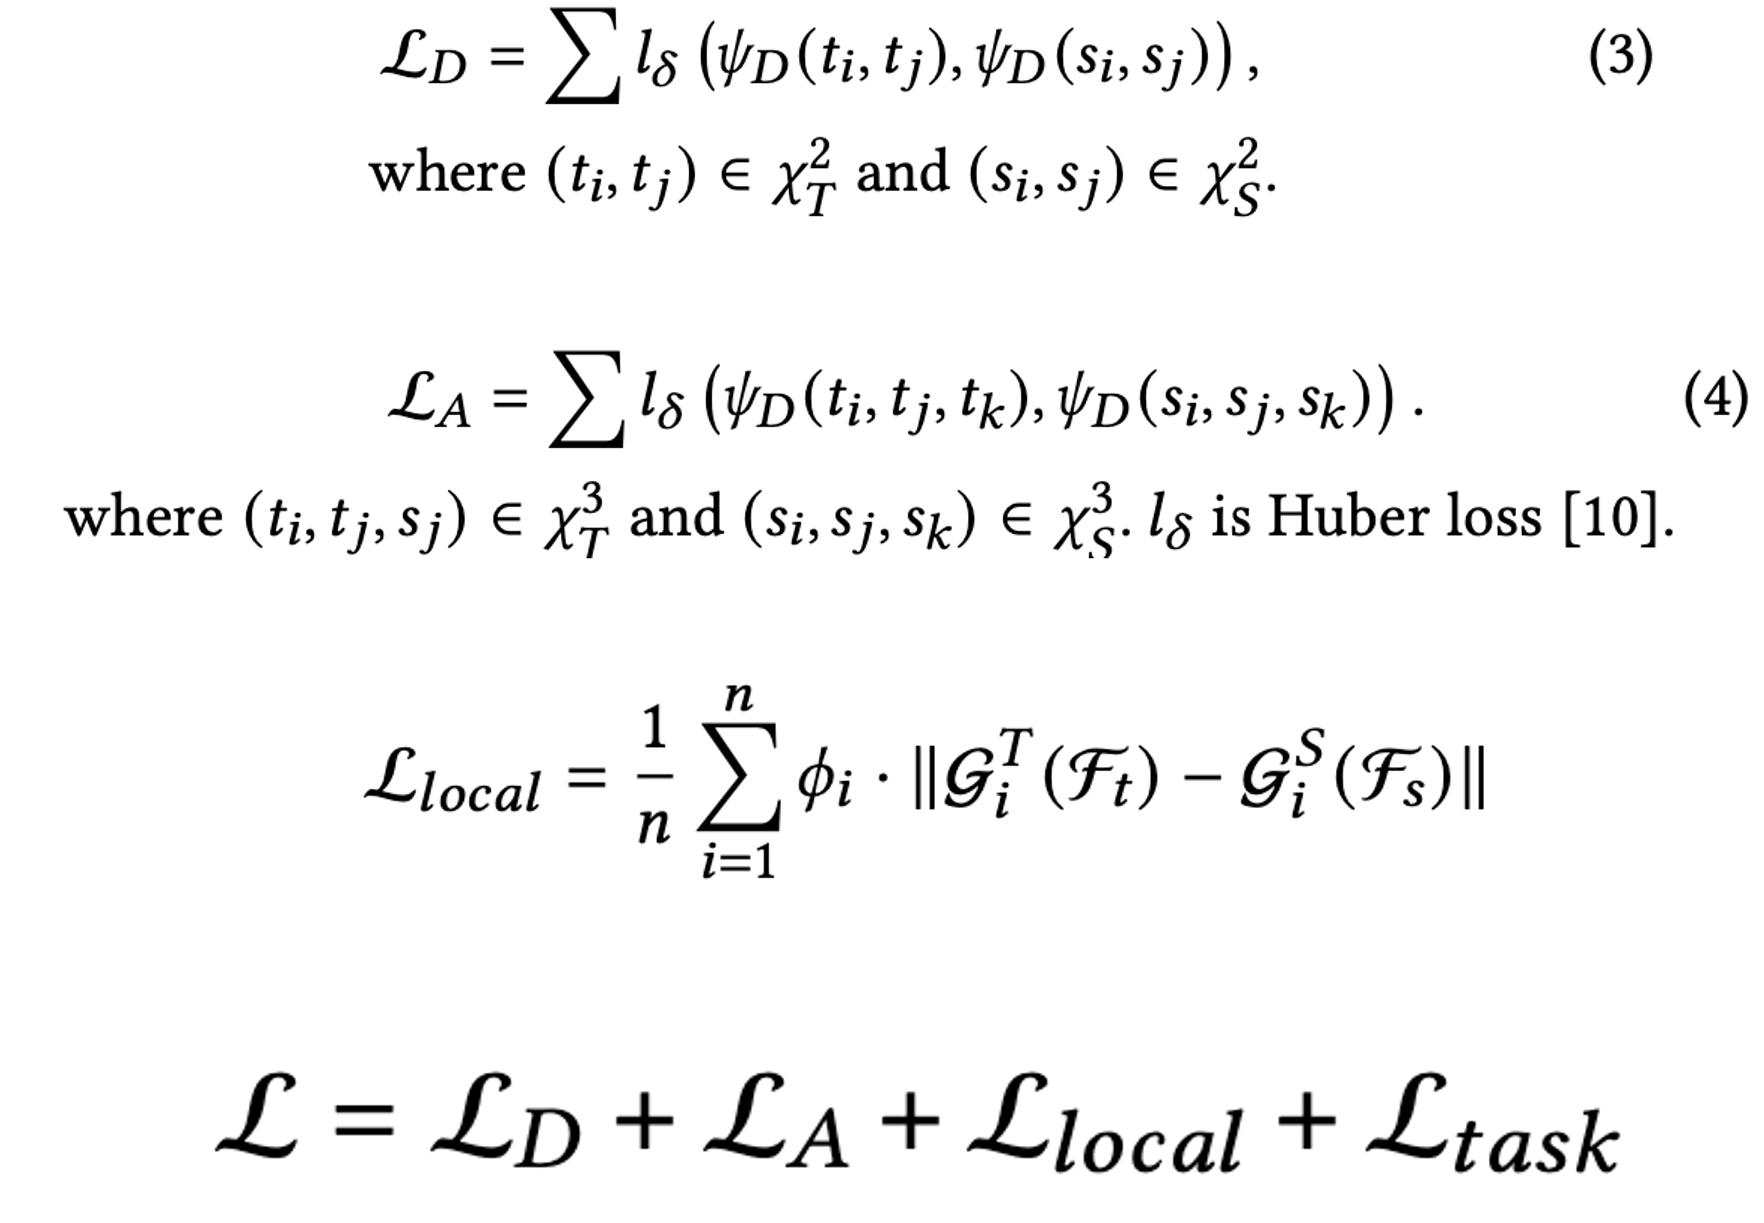 ℒ_D = ∑ l_δ (ψ_D(t_i, t_j), ψ_D(s_i, s_j)) , (3)
where (t_i, t_j) ∈ χ_T^2 and (s_i, s_j) ∈ χ_S^2.
ℒ_A = ∑ l_δ (ψ_D(t_i, t_j, t_k), ψ_D(s_i, s_j, s_k)) . (4)
where (t_i, t_j, s_j) ∈ χ_T^3 and (s_i, s_j, s_k) ∈ χ_S^3. l_δ is Huber loss [10].
ℒ_local = 1/n ∑_{i=1}^{n} ϕ_i · ‖𝒢_i^T(ℱ_t) − 𝒢_i^S(ℱ_s)‖
ℒ = ℒ_D + ℒ_A + ℒ_local + ℒ_task